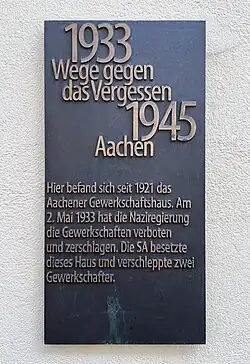 1933
Wege gegen
das Vergessen
1945
Aachen
Hier befand sich seit 1921 das
Aachener Gewerkschaftshaus. Am
2. Mai 1933 hat die Naziregierung
die Gewerkschaften verboten
und zerschlagen. Die SA besetzte
dieses Haus und verschleppte zwei
Gewerkschafter.